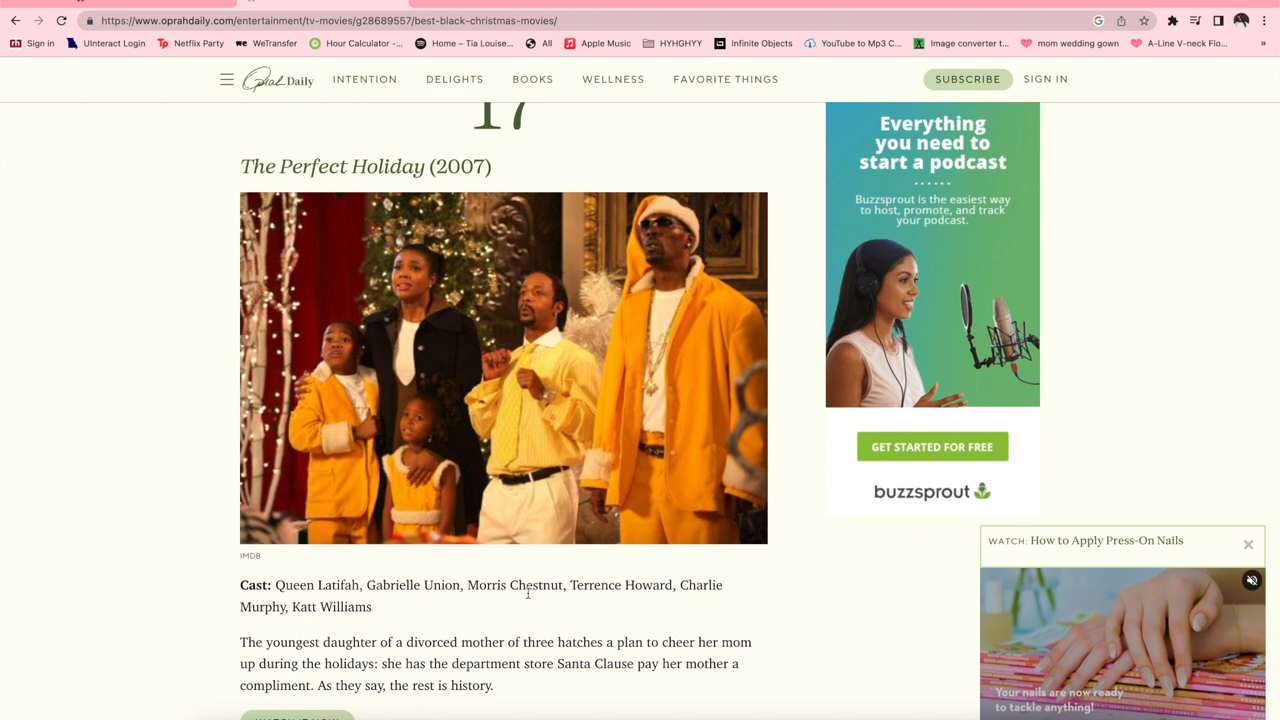 https://www.oprahdaily.com/entertainment/tv-movies/g28689557/best-black-christmas-movies/
Sign in UInteract Login Netflix Party WeTransfer Hour Calculator -... Home – Tia Louise... All Apple Music HYHGHYY Infinite Objects YouTube to Mp3 C... Image converter t... mom wedding gown A-Line V-neck Flo... »
Oprah Daily INTENTION DELIGHTS BOOKS WELLNESS FAVORITE THINGS SUBSCRIBE SIGN IN
17
The Perfect Holiday (2007)
IMDB
Cast: Queen Latifah, Gabrielle Union, Morris Chestnut, Terrence Howard, Charlie
Murphy, Katt Williams
The youngest daughter of a divorced mother of three hatches a plan to cheer her mom
up during the holidays: she has the department store Santa Clause pay her mother a
compliment. As they say, the rest is history.
WATCH IT NOW
Everything
you need to
start a podcast
Buzzsprout is the easiest way
to host, promote, and track
your podcast.
GET STARTED FOR FREE
buzzsprout
WATCH: How to Apply Press-On Nails
Your nails are now ready
to tackle anything!